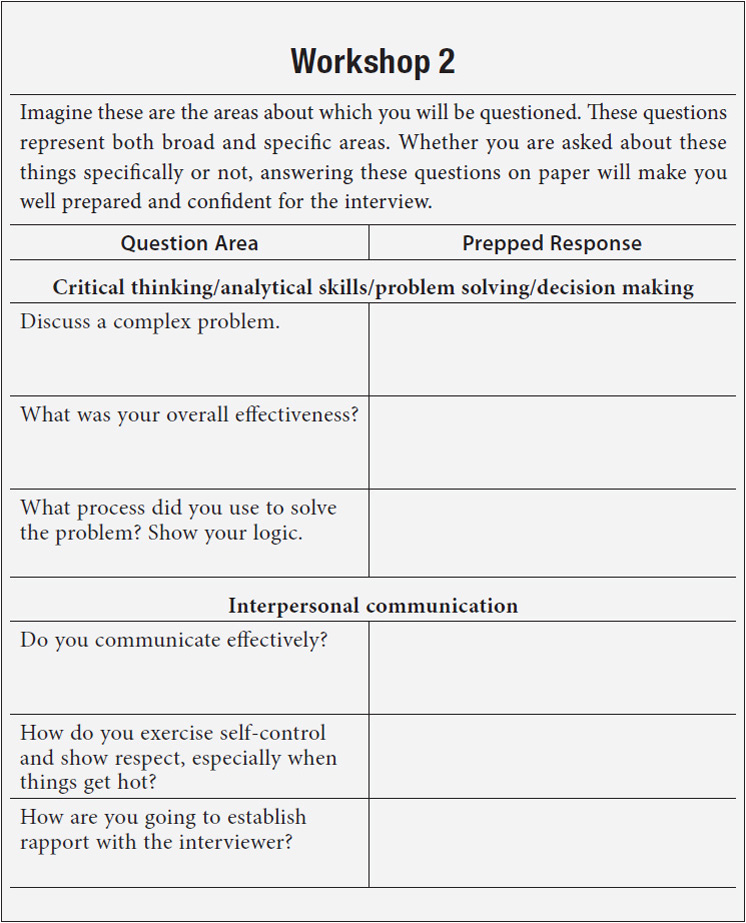 Workshop 2
Imagine these are the areas about which you will be questioned. These questions
represent both broad and specific areas. Whether you are asked about these
things specifically or not, answering these questions on paper will make you
well prepared and confident for the interview.
Question Area
Prepped Response
Critical thinking/analytical skills/problem solving/decision making
Discuss a complex problem.
What was your overall effectiveness?
What process did you use to solve
the problem? Show your logic.
Interpersonal communication
Do you communicate effectively?
How do you exercise self-control
and show respect, especially when
things get hot?
How are you going to establish
rapport with the interviewer?